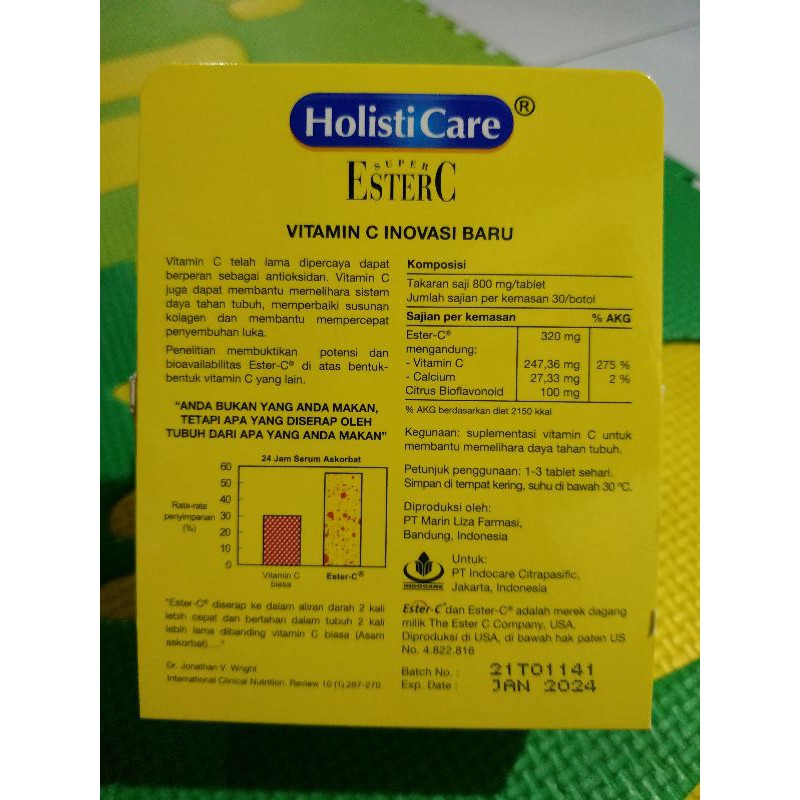 HolistiCare®
SUPER
ESTERC
VITAMIN C INOVASI BARU
Vitamin C telah lama dipercaya dapat
berperan sebagai antioksidan. Vitamin C
juga dapat membantu memelihara sistem
daya tahan tubuh, memperbaiki susunan
kolagen dan membantu mempercepat
penyembuhan luka.
Penelitian membuktikan potensi dan
bioavailabilitas Ester-C® di atas bentuk-
bentuk vitamin C yang lain.
"ANDA BUKAN YANG ANDA MAKAN,
TETAPI APA YANG DISERAP OLEH
TUBUH DARI APA YANG ANDA MAKAN"
24 Jam Serum Askorbat
60
50
40
30
20
10
0
Rata-rata
penyimpanan
(%)
Vitamin C
biasa
Ester-C®
"Ester-C® diserap ke dalam aliran darah 2 kali
lebih cepat dan bertahan dalam tubuh 2 kali
lebih lama dibanding vitamin C biasa (Asam
askorbat)...."
Dr. Jonathan V. Wright
International Clinical Nutrition. Review 10 (1).267-270
Komposisi
Takaran saji 800 mg/tablet
Jumlah sajian per kemasan 30/botol
Sajian per kemasan % AKG
Ester-C® 320 mg
mengandung:
- Vitamin C 247,36 mg 275 %
- Calcium 27,33 mg 2 %
Citrus Bioflavonoid 100 mg
% AKG berdasarkan diet 2150 kkal
Kegunaan: suplementasi vitamin C untuk
membantu memelihara daya tahan tubuh.
Petunjuk penggunaan: 1-3 tablet sehari.
Simpan di tempat kering, suhu di bawah 30 °C.
Diproduksi oleh:
PT Marin Liza Farmasi,
Bandung, Indonesia
INDOCARE
Untuk:
PT Indocare Citrapasific,
Jakarta, Indonesia
Ester-C® dan Ester-C® adalah merek dagang
milik The Ester C Company, USA.
Diproduksi di USA, di bawah hak paten US
No. 4.822.816
Batch No. : 21T01141
Exp. Date : JAN 2024